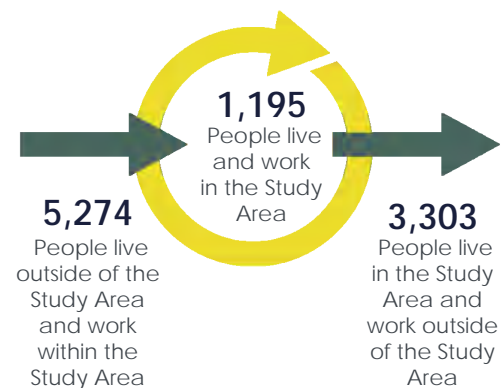 1,195
People live
and work
in the Study
Area
5,274
People live
outside of the
Study Area
and work
within the
Study Area
3,303
People live
in the Study
Area and
work outside
of the Study
Area